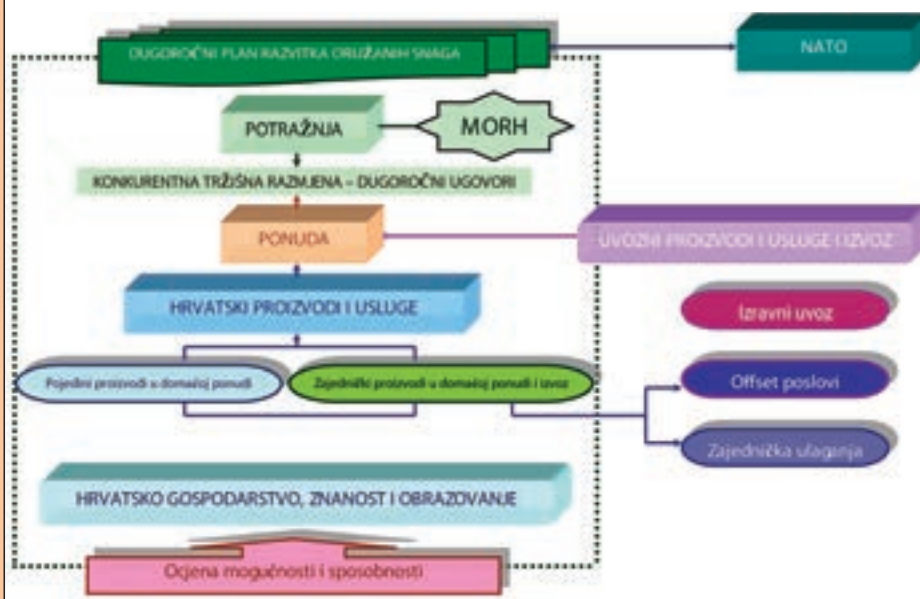 DUGOROČNI PLAN RAZVITKA ORUŽANIH SNAGA
NATO
POTRAŽNJA
MORH
KONKURENTNA TRŽIŠNA RAZMJENA – DUGOROČNI UGOVORI
PONUDA
UVOZNI PROIZVODI I USLUGE I IZVOZ
HRVATSKI PROIZVODI I USLUGE
Izravni uvoz
Pojedini proizvodi u domaćoj ponudi
Zajednički proizvodi u domaćoj ponudi i izvoz
Offset poslovi
Zajednička ulaganja
HRVATSKO GOSPODARSTVO, ZNANOST I OBRAZOVANJE
Ocjena mogućnosti i sposobnosti